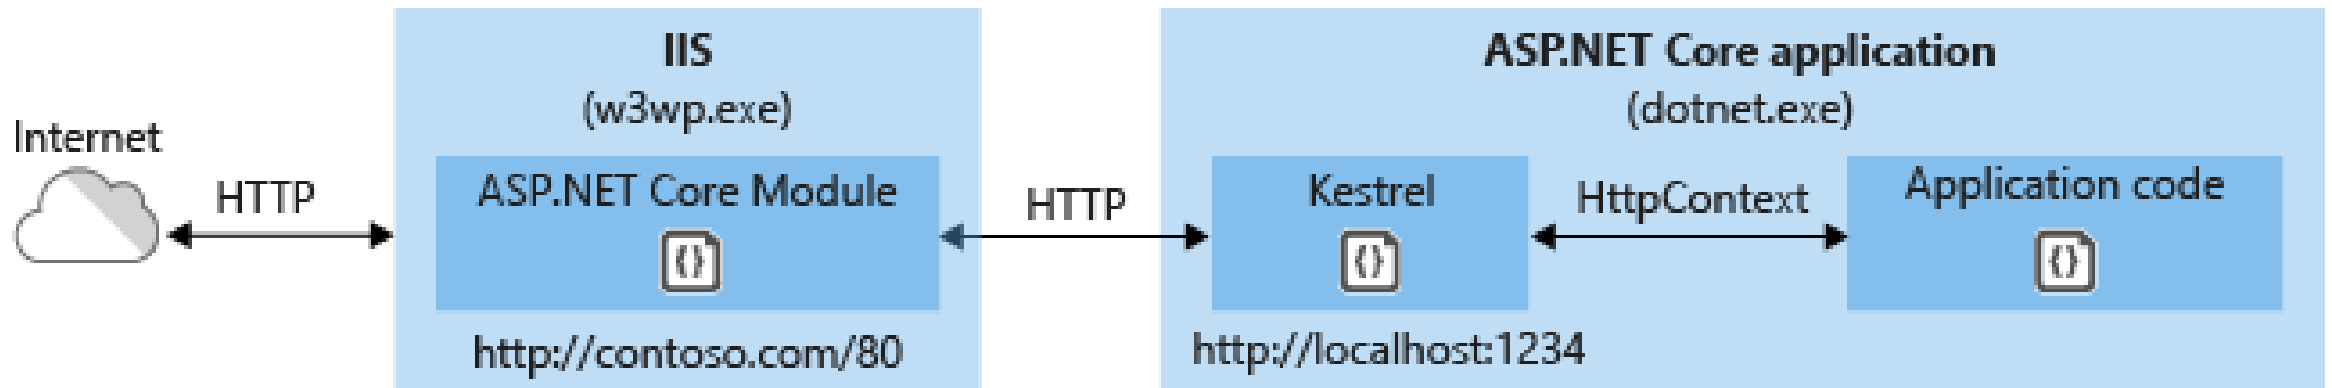 Internet
HTTP
IIS
(w3wp.exe)
ASP.NET Core Module
{}
http://contoso.com/80
HTTP
ASP.NET Core application
(dotnet.exe)
Kestrel
{}
http://localhost:1234
HttpContext
Application code
{}